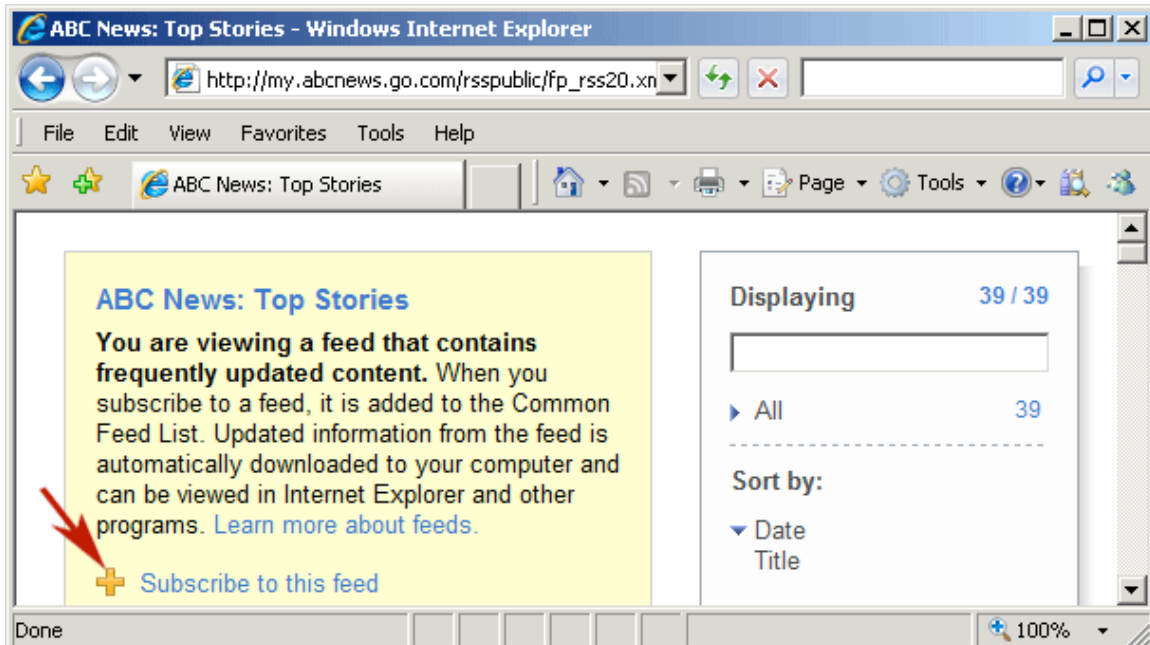 ABC News: Top Stories - Windows Internet Explorer
http://my.abcnews.go.com/rsspublic/fp_rss20.xn
File Edit View Favorites Tools Help
ABC News: Top Stories
Page Tools
ABC News: Top Stories
You are viewing a feed that contains
frequently updated content. When you
subscribe to a feed, it is added to the Common
Feed List. Updated information from the feed is
automatically downloaded to your computer and
can be viewed in Internet Explorer and other
programs. Learn more about feeds.
Subscribe to this feed
Displaying 39 / 39
All 39
Sort by:
Date
Title
Done 100%